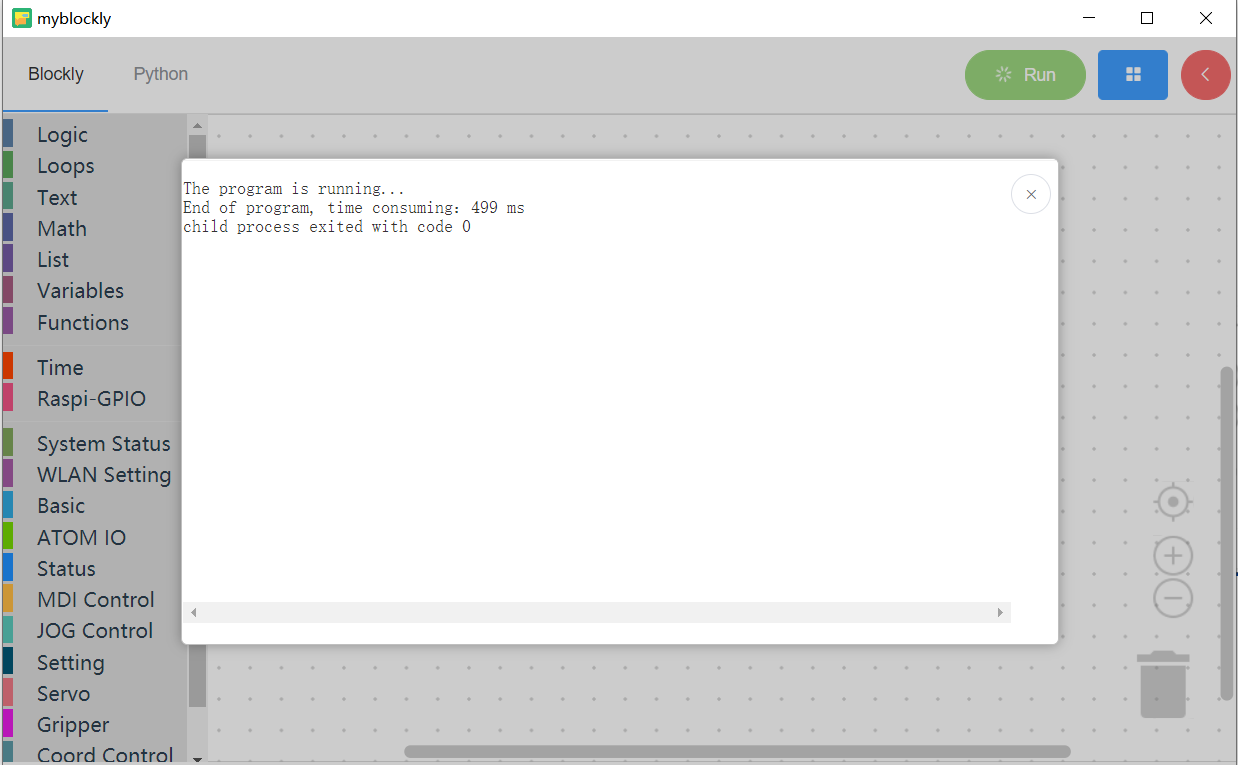 myblockly
Blockly
Python
Run
Logic
Loops
Text
Math
List
Variables
Functions
Time
Raspi-GPIO
System Status
WLAN Setting
Basic
ATOM IO
Status
MDI Control
JOG Control
Setting
Servo
Gripper
Coord Control
The program is running...
End of program, time consuming: 499 ms
child process exited with code 0